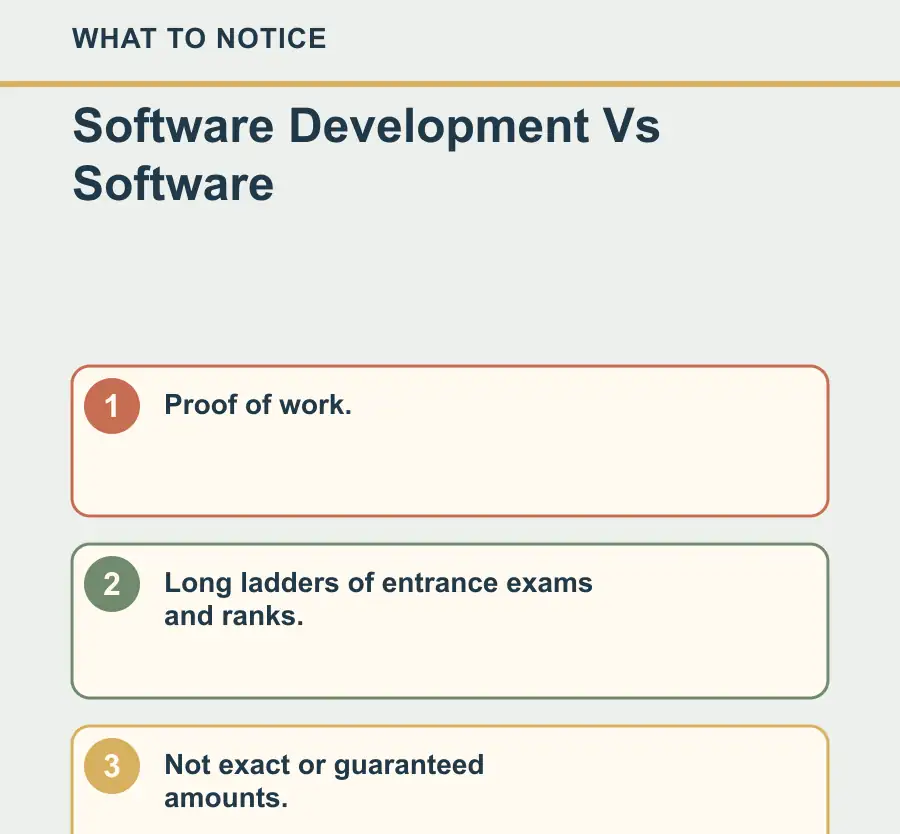 WHAT TO NOTICE
Software Development Vs
Software
1
Proof of work.
2
Long ladders of entrance exams
and ranks.
3
Not exact or guaranteed
amounts.